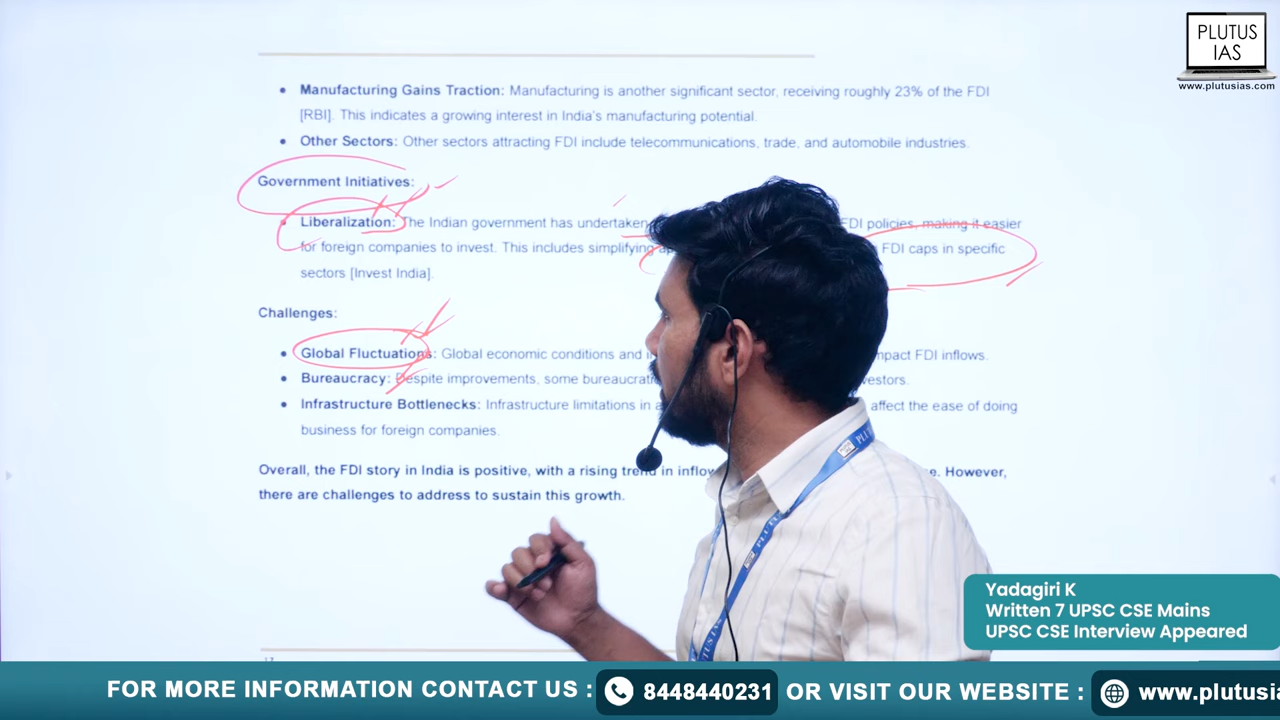 PLUTUS
IAS
www.plutusias.com
• Manufacturing Gains Traction: Manufacturing is another significant sector, receiving roughly 23% of the FDI
[RBI]. This indicates a growing interest in India's manufacturing potential.
• Other Sectors: Other sectors attracting FDI include telecommunications, trade, and automobile industries.
Government Initiatives:
• Liberalization: The Indian government has undertaken FDI policies, making it easier
for foreign companies to invest. This includes simplifying FDI caps in specific
sectors [Invest India].
Challenges:
• Global Fluctuations: Global economic conditions and impact FDI inflows.
• Bureaucracy: Despite improvements, some
• Infrastructure Bottlenecks: Infrastructure limitations in affect the ease of doing
business for foreign companies.
Overall, the FDI story in India is positive, with a rising trend in However,
there are challenges to address to sustain this growth.
Yadagiri K
Written 7 UPSC CSE Mains
UPSC CSE Interview Appeared
FOR MORE INFORMATION CONTACT US : 8448440231 OR VISIT OUR WEBSITE : www.plutusia